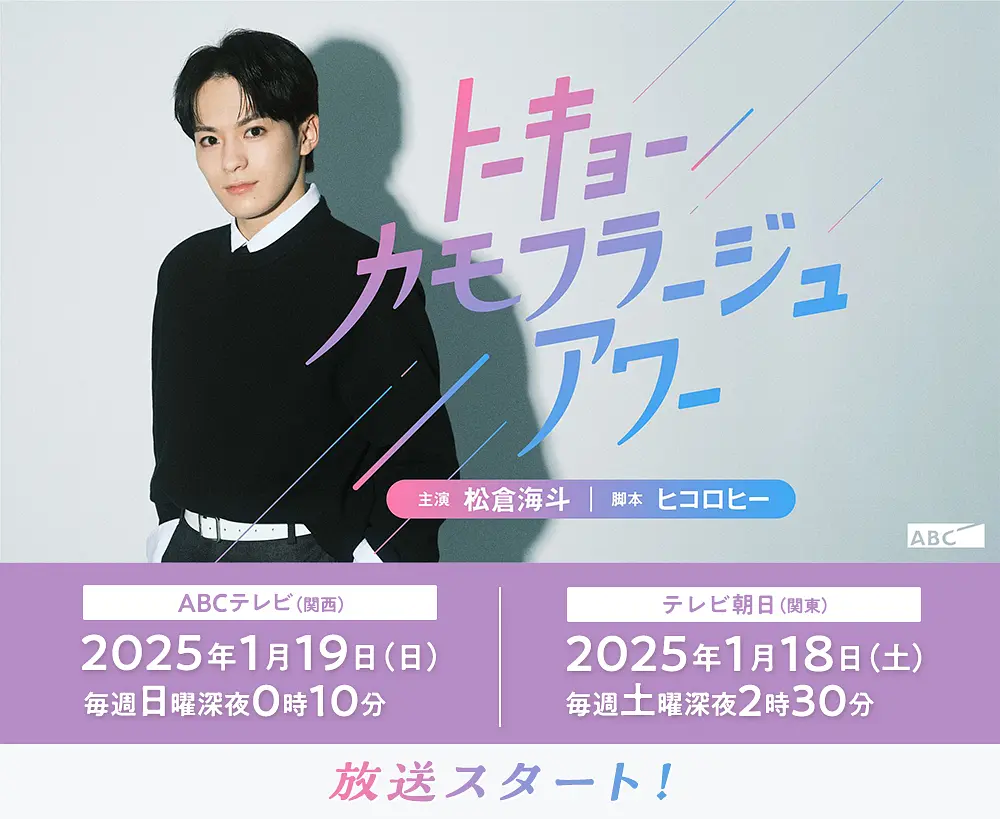 トーキョー
カモフラージュ
アワー
主演 松倉海斗 | 脚本 ヒコロヒー
ABC
ABCテレビ(関西)
2025年1月19日(日)
毎週日曜深夜0時10分
テレビ朝日(関東)
2025年1月18日(土)
毎週土曜深夜2時30分
放送スタート!